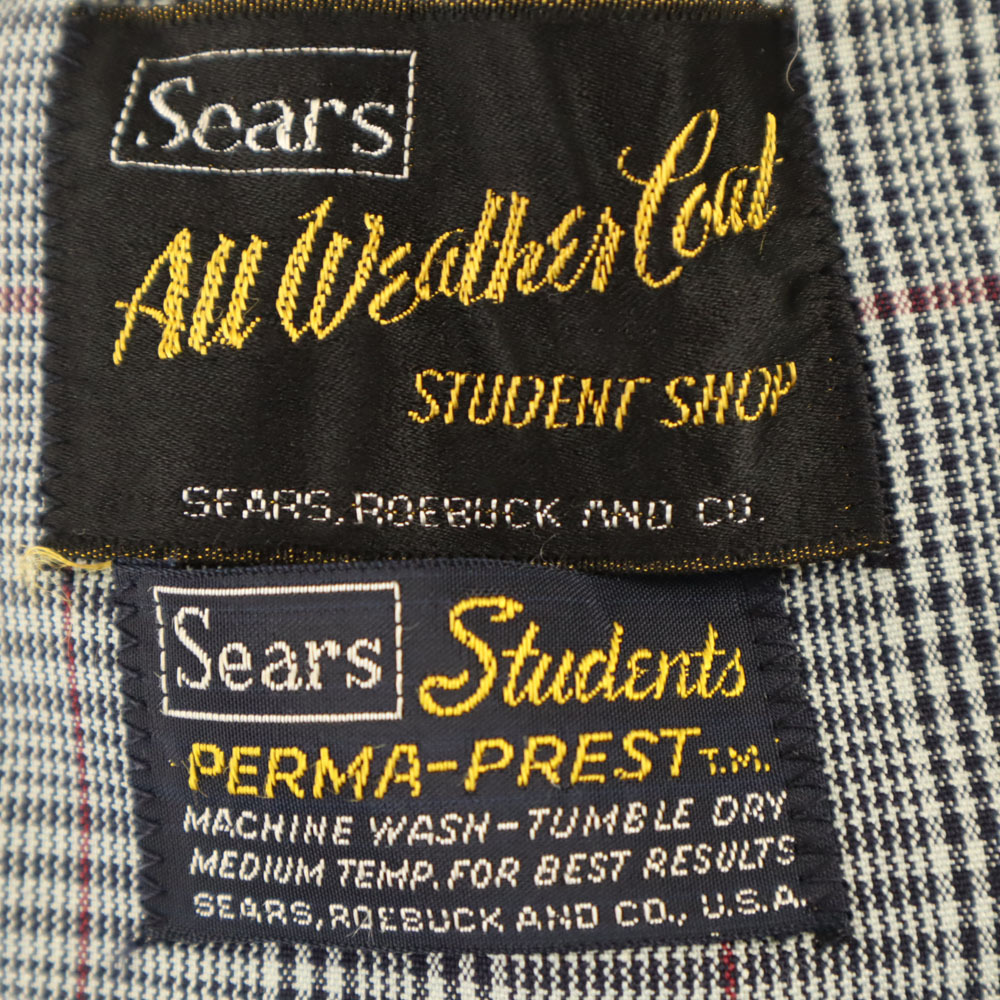 Sears
All Weather Coat
STUDENT SHOP
SEARS, ROEBUCK AND CO.
Sears Students
PERMA-PREST T.M.
MACHINE WASH-TUMBLE DRY
MEDIUM TEMP. FOR BEST RESULTS
SEARS, ROEBUCK AND CO., U.S.A.